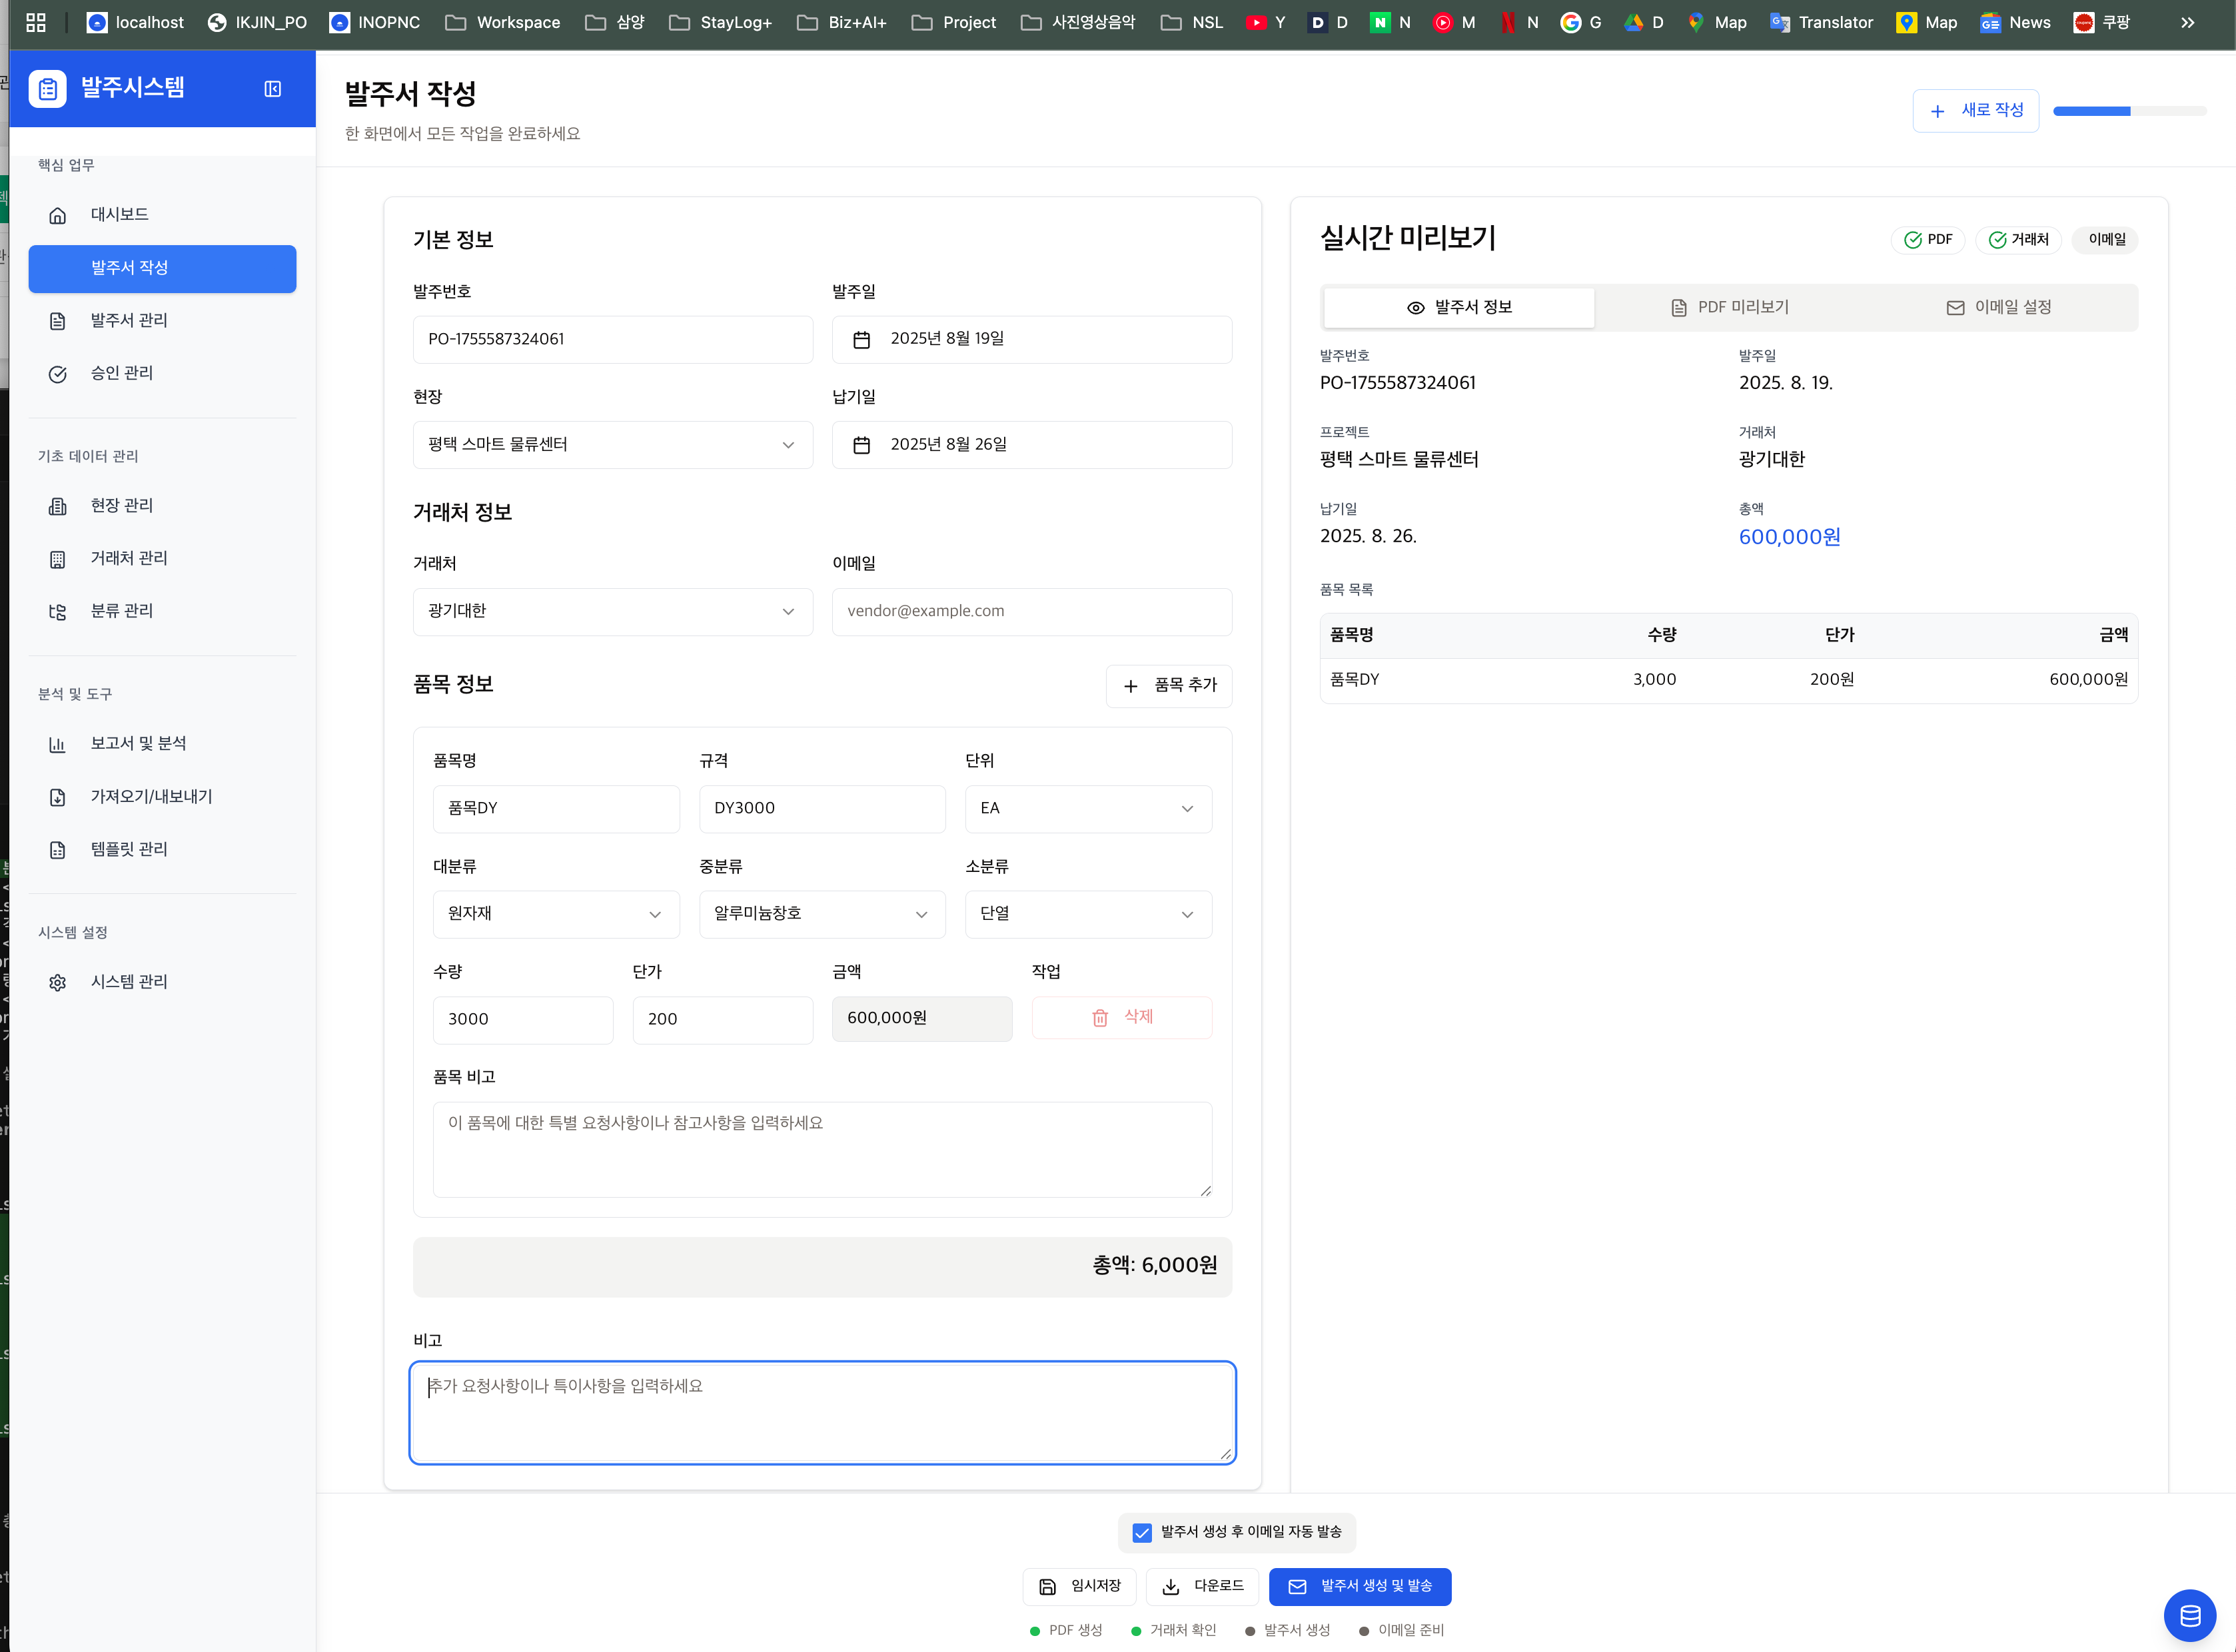 localhost IKJIN_PO INOPNC Workspace 삼양 StayLog+ Biz+AI+ Project 사진영상음악 NSL Y D N M N G D Map Translator Map News 쿠팡
발주시스템
핵심 업무
대시보드
발주서 작성
발주서 관리
승인 관리
기초 데이터 관리
현장 관리
거래처 관리
분류 관리
분석 및 도구
보고서 및 분석
가져오기/내보내기
템플릿 관리
시스템 설정
시스템 관리
발주서 작성
한 화면에서 모든 작업을 완료하세요
새로 작성
기본 정보
발주번호 발주일
PO-1755587324061 2025년 8월 19일
현장 납기일
평택 스마트 물류센터 2025년 8월 26일
거래처 정보
거래처 이메일
광기대한 vendor@example.com
품목 정보 품목 추가
품목명 규격 단위
품목DY DY3000 EA
대분류 중분류 소분류
원자재 알루미늄창호 단열
수량 단가 금액 작업
3000 200 600,000원 삭제
품목 비고
이 품목에 대한 특별 요청사항이나 참고사항을 입력하세요
총액: 6,000원
비고
추가 요청사항이나 특이사항을 입력하세요
실시간 미리보기 PDF 거래처 이메일
발주서 정보 PDF 미리보기 이메일 설정
발주번호 발주일
PO-1755587324061 2025. 8. 19.
프로젝트 거래처
평택 스마트 물류센터 광기대한
납기일 총액
2025. 8. 26. 600,000원
품목 목록
품목명 수량 단가 금액
품목DY 3,000 200원 600,000원
발주서 생성 후 이메일 자동 발송
임시저장 다운로드 발주서 생성 및 발송
PDF 생성 거래처 확인 발주서 생성 이메일 준비